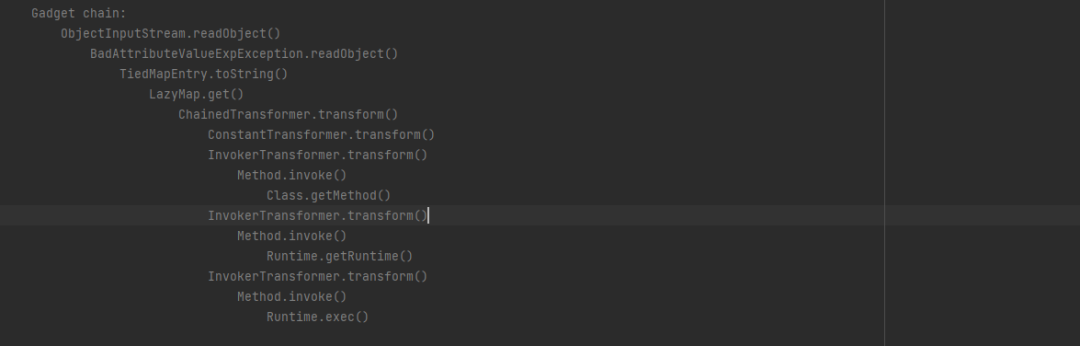 Gadget chain:
ObjectInputStream.readObject()
BadAttributeValueExpException.readObject()
TiedMapEntry.toString()
LazyMap.get()
ChainedTransformer.transform()
ConstantTransformer.transform()
InvokerTransformer.transform()
Method.invoke()
Class.getMethod()
InvokerTransformer.transform()
Method.invoke()
Runtime.getRuntime()
InvokerTransformer.transform()
Method.invoke()
Runtime.exec()